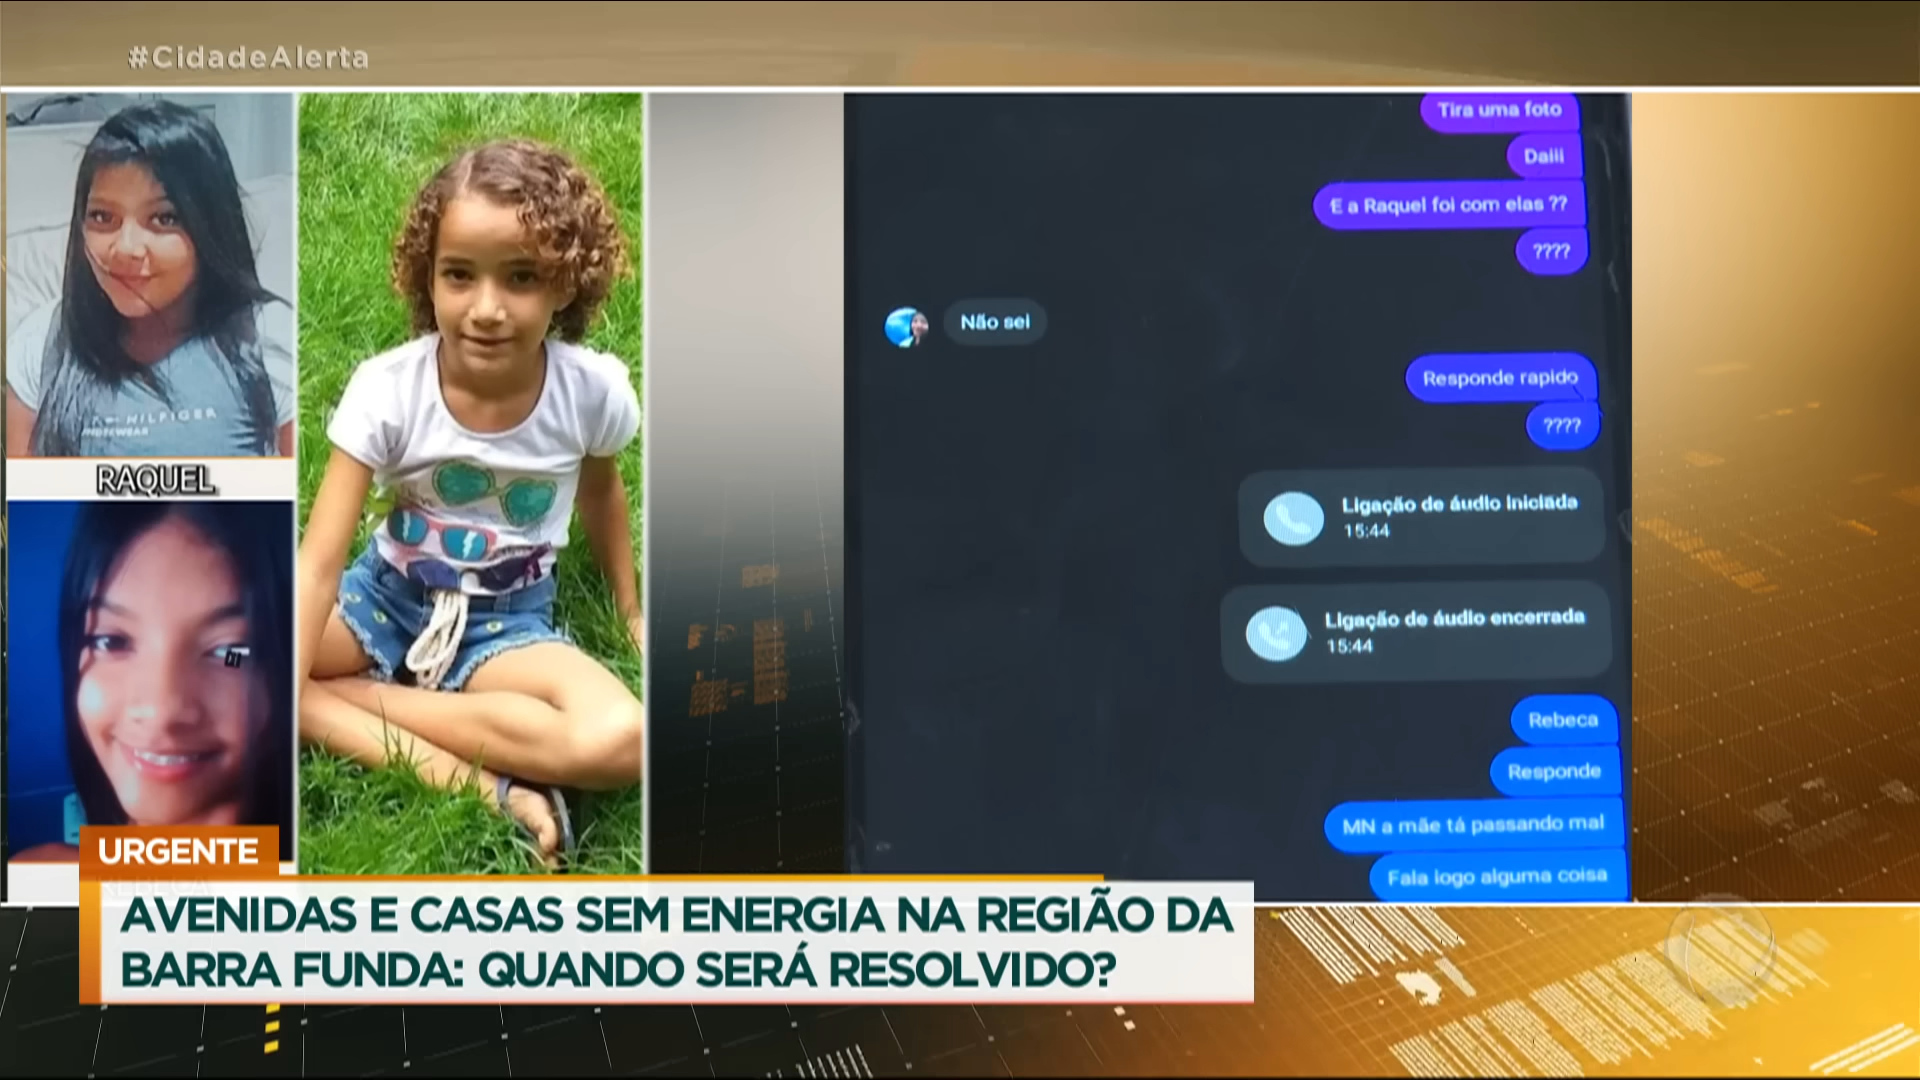 #CidadeAlerta
RAQUEL
HILFIGER
REBECA
Tira uma foto
Daiii
E a Raquel foi com elas ??
????
Não sei
Responde rapido
????
Ligação de áudio iniciada
15:44
Ligação de áudio encerrada
15:44
Rebeca
Responde
MN a mãe tá passando mal
Fala logo alguma coisa
URGENTE
AVENIDAS E CASAS SEM ENERGIA NA REGIÃO DA
BARRA FUNDA: QUANDO SERÁ RESOLVIDO?